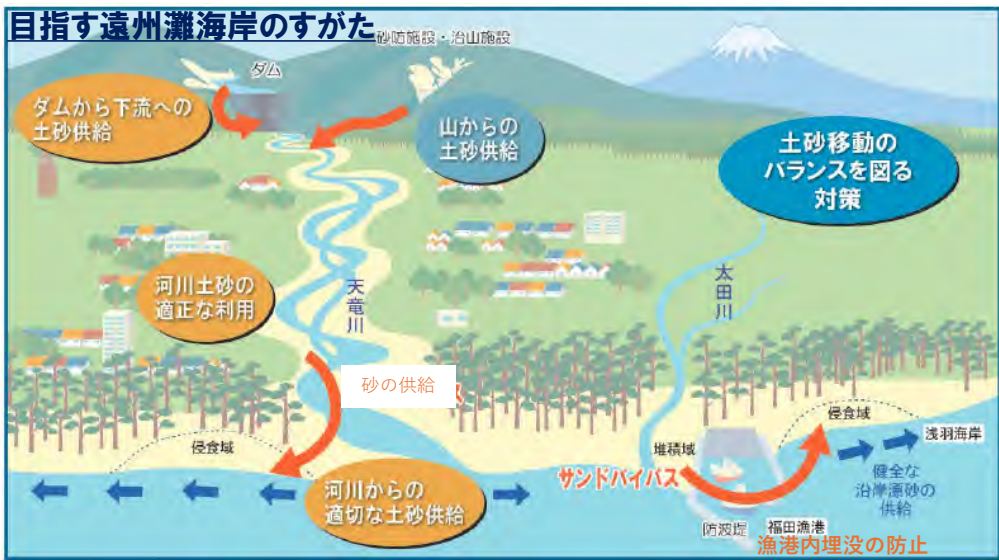 目指す遠州灘海岸のすがた
砂防施設・治山施設
ダム
ダムから下流への
土砂供給
山からの
土砂供給
土砂移動の
バランスを図る
対策
河川土砂の
適正な利用
天竜川
太田川
砂の供給
侵食域
侵食域
浅羽海岸
堆積域
サンドバイパス
健全な
沿岸漂砂の
供給
河川からの
適切な土砂供給
防波堤
福田漁港
漁港内埋没の防止